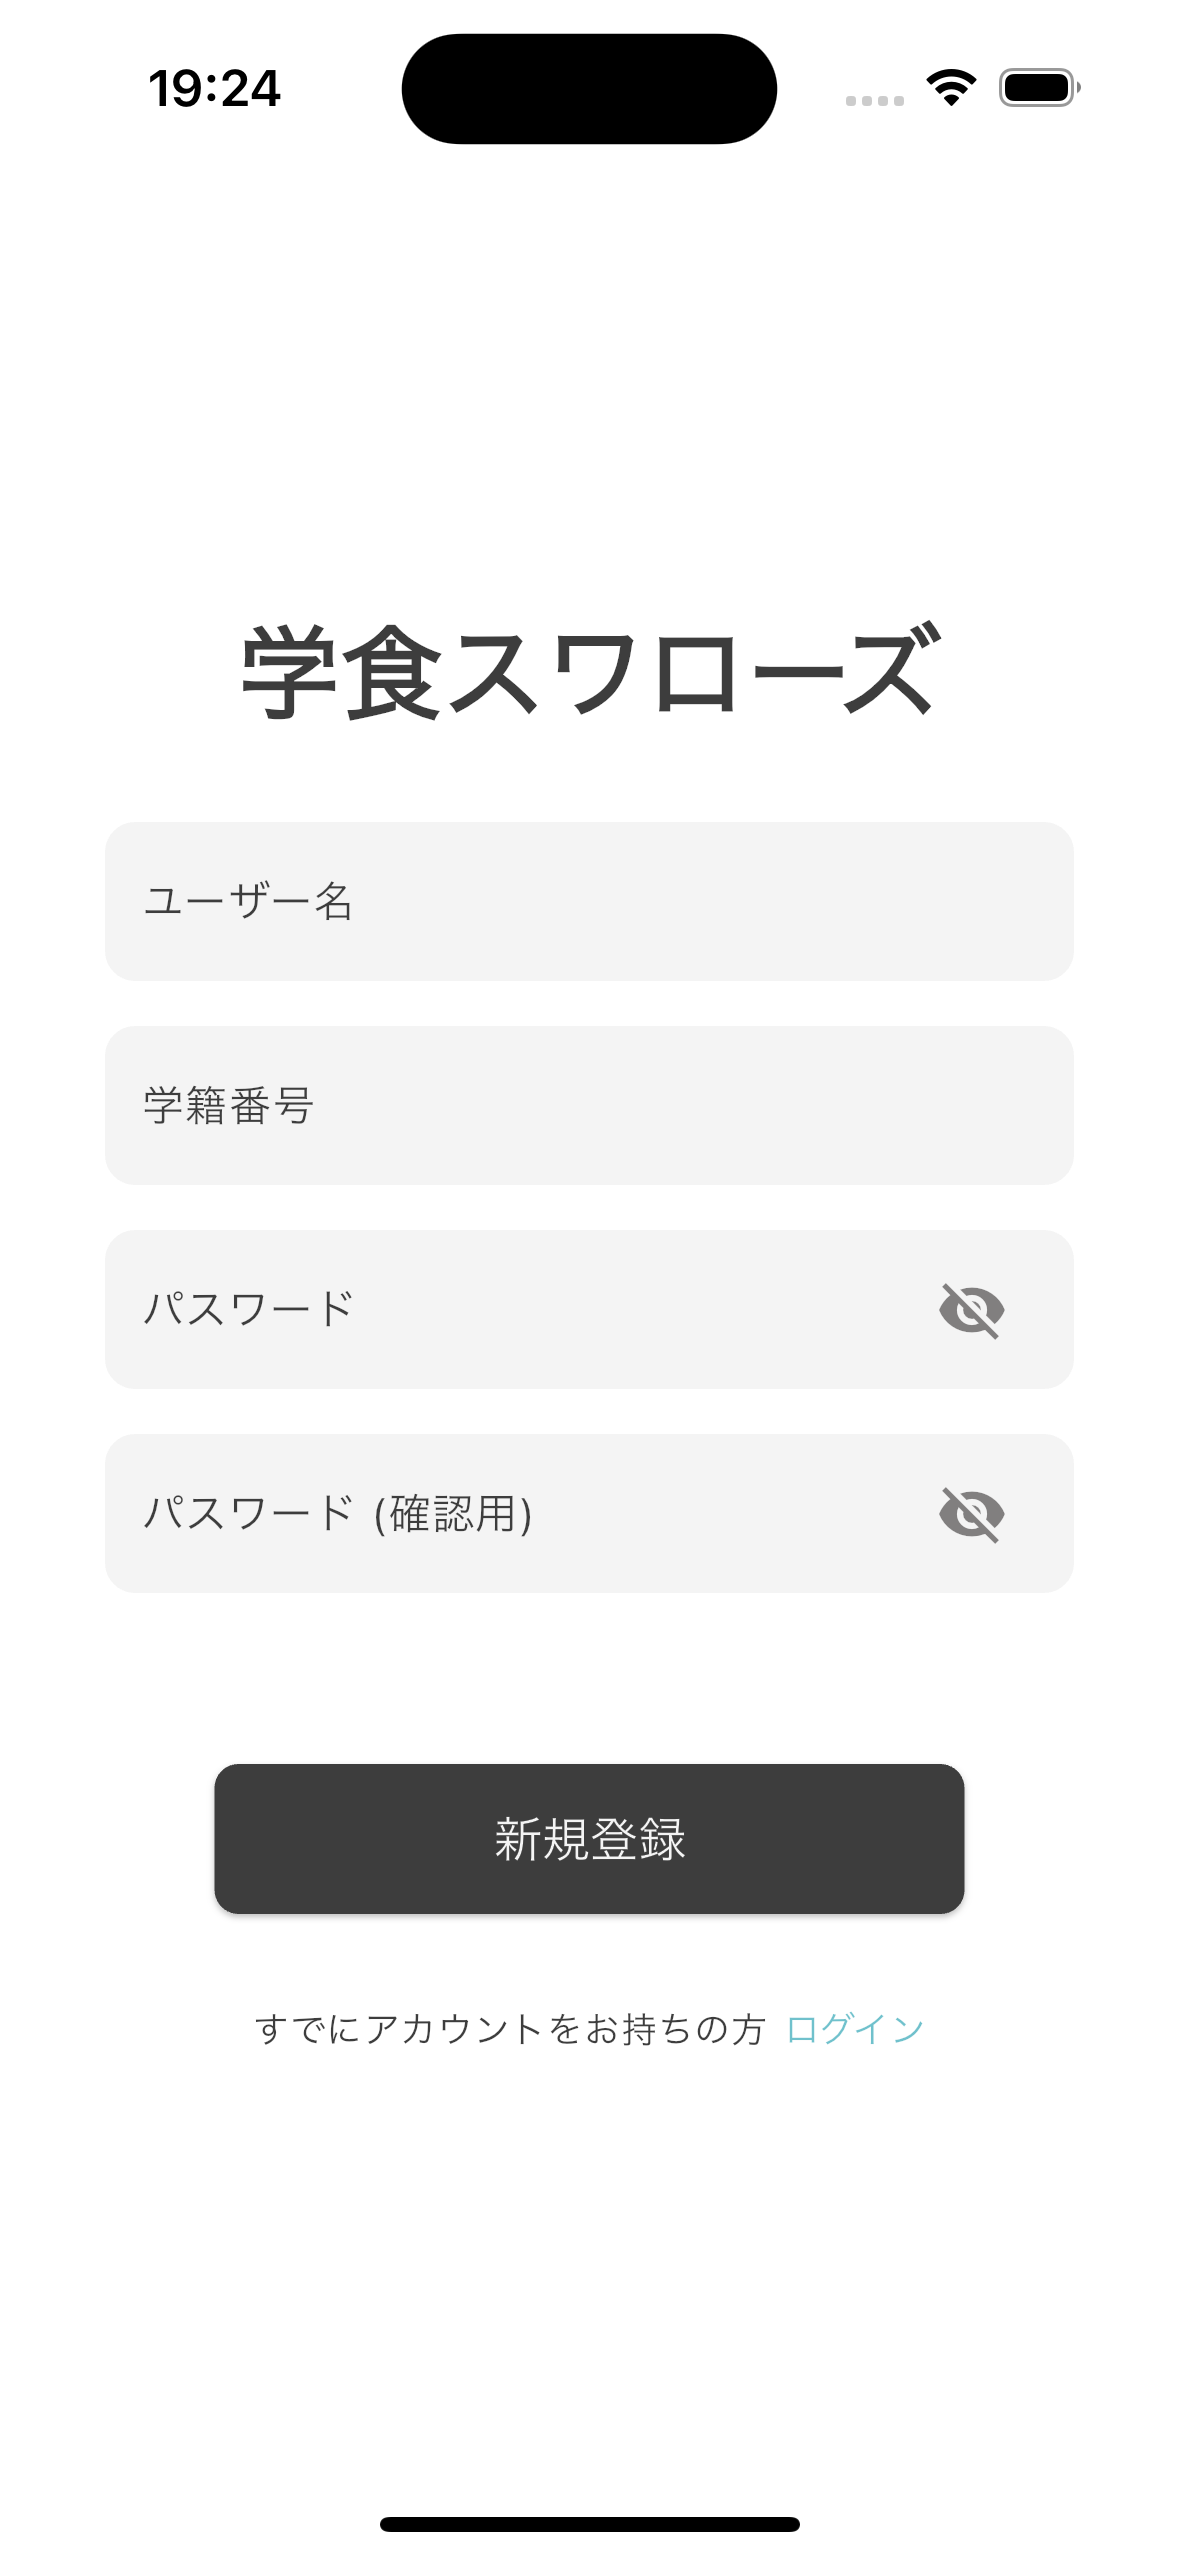 19:24
学食スワローズ
ユーザー名
学籍番号
パスワード
パスワード (確認用)
新規登録
すでにアカウントをお持ちの方 ログイン